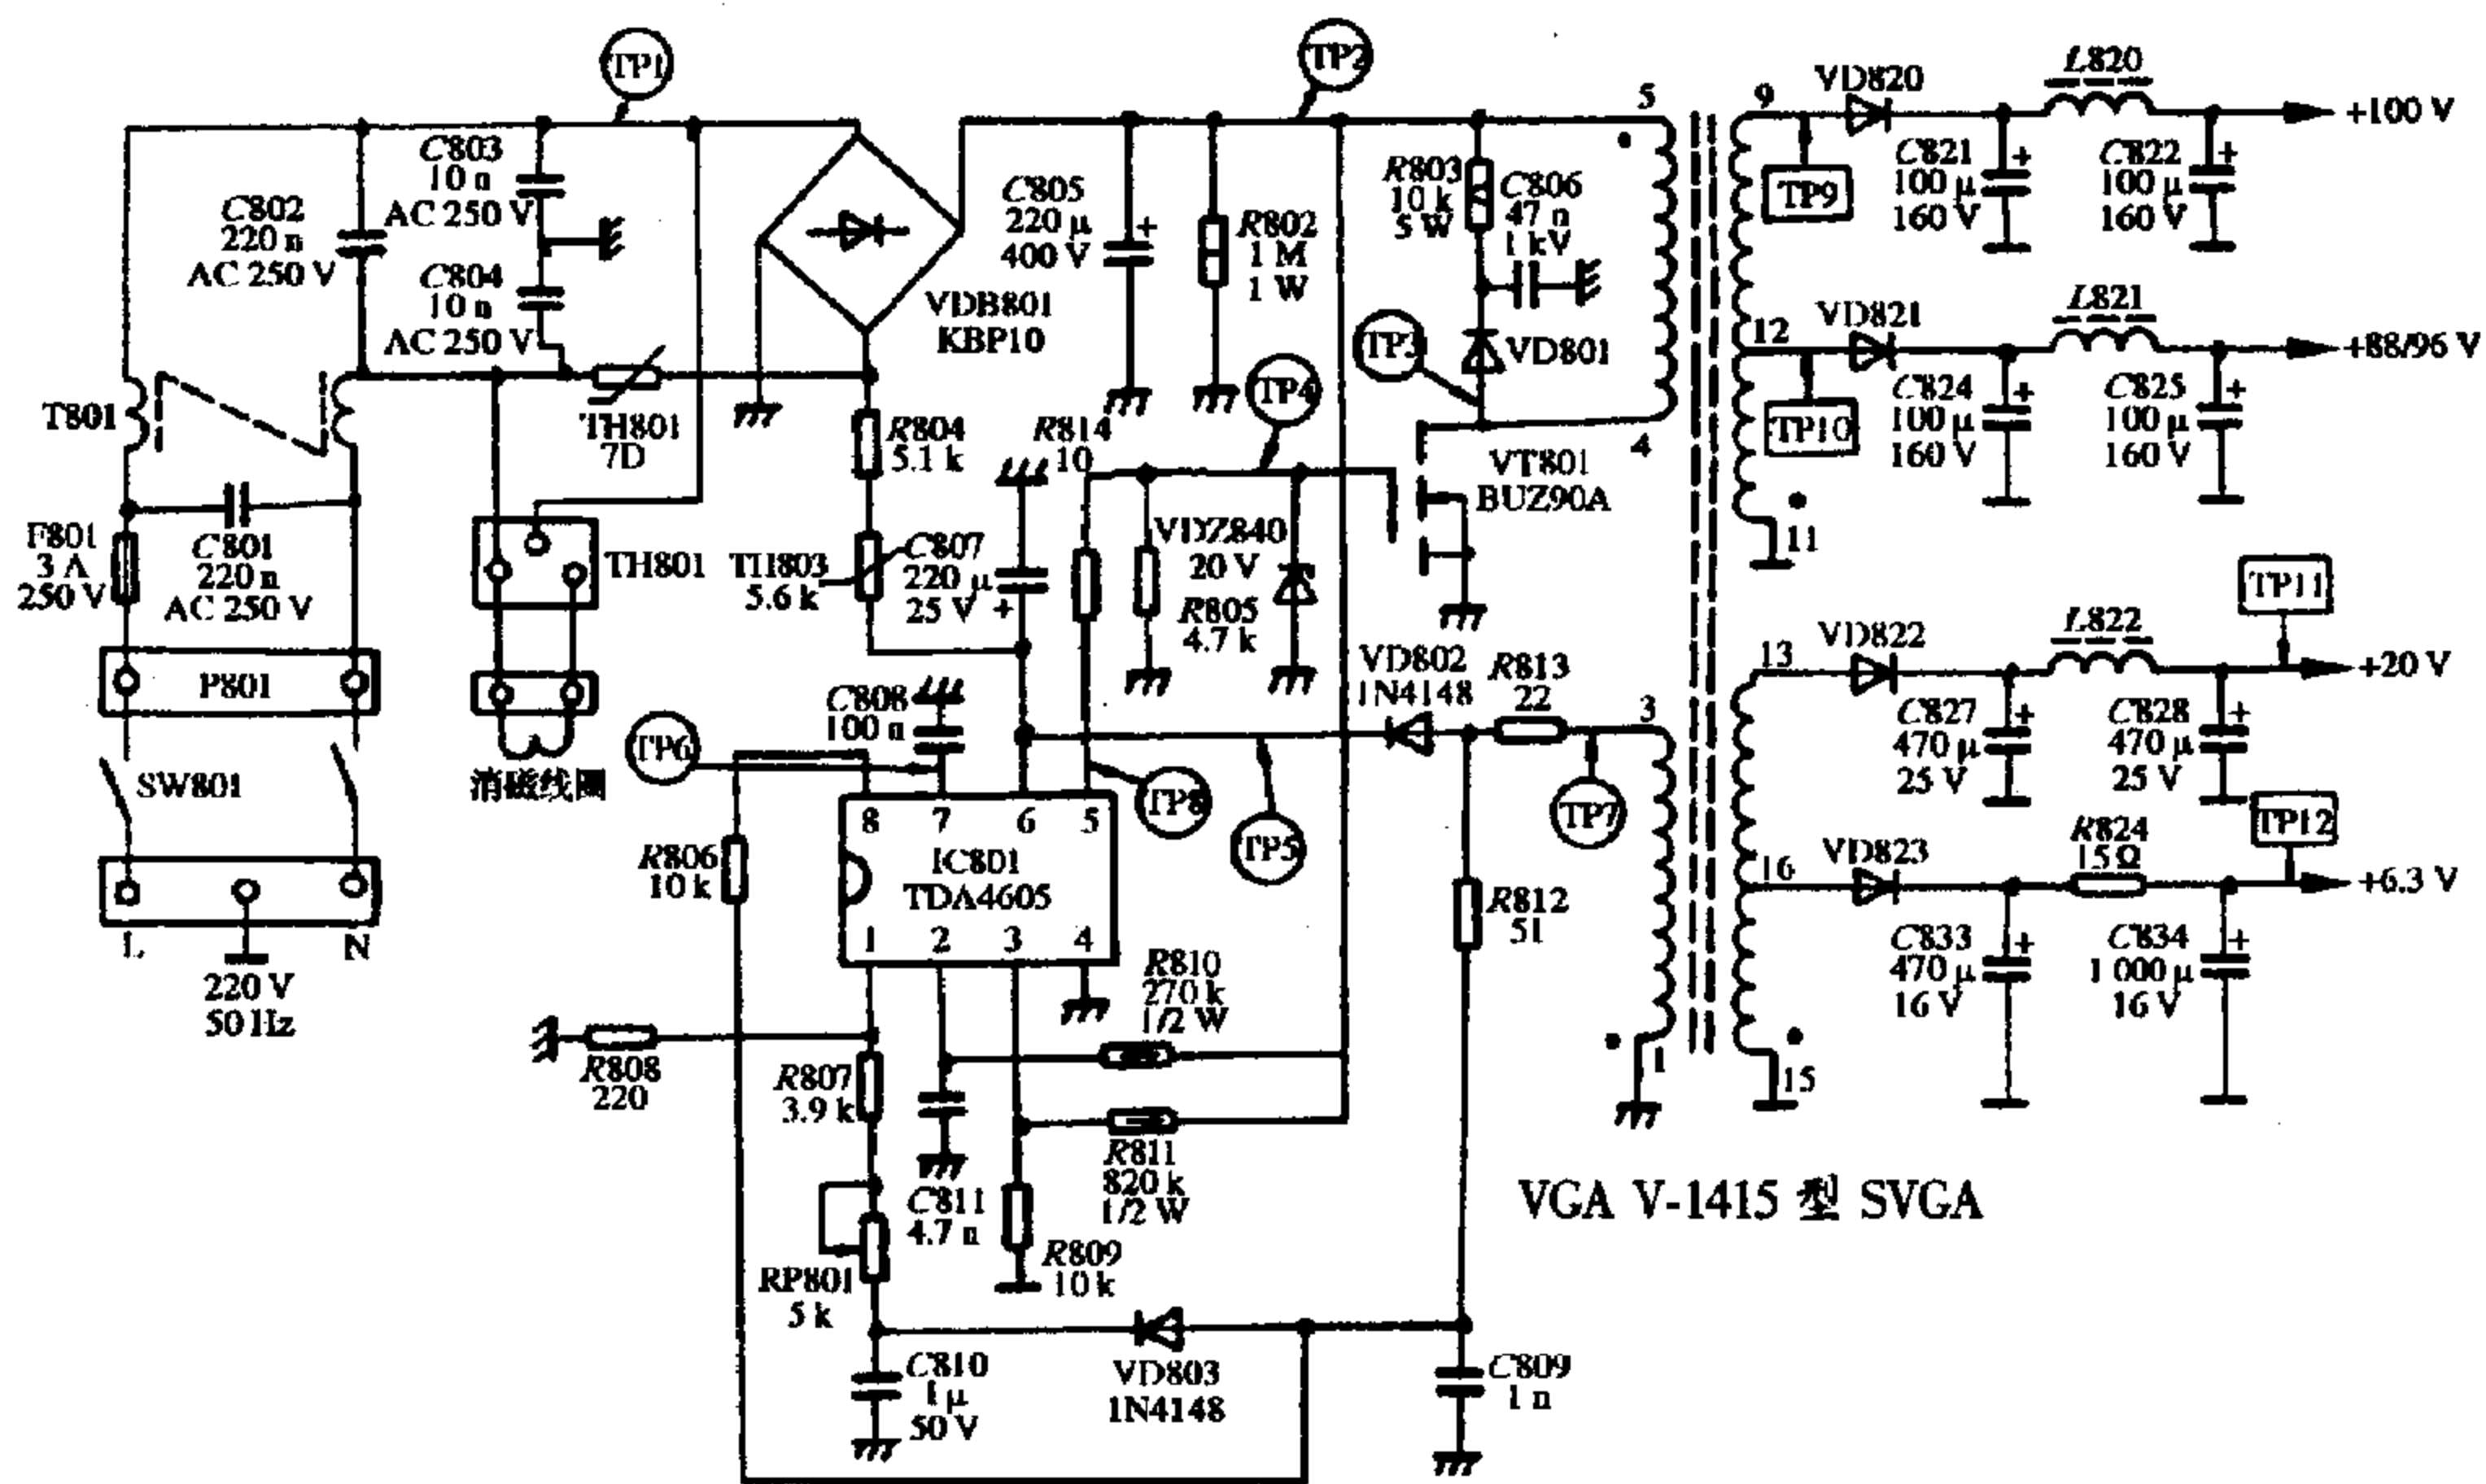 TP1
TP2
C803
10 n
AC 250 V
C802
220 n
AC 250 V
C804
10 n
AC 250 V
VDB801
KBP10
C805
220 μ
400 V
R802
1 M
1 W
R803
10 k
5 W
C806
47 n
1 kV
5
9
VD820
L820
+100 V
TP9
C821
100 μ
160 V
+
C822
100 μ
160 V
+
T801
TH801
7D
R804
5.1 k
R814
10
TP4
TP3
VD801
4
VT801
BUZ90A
12
VD821
L821
+88/96 V
TP10
C824
100 μ
160 V
+
C825
100 μ
160 V
+
11
F801
3 A
250 V
C801
220 n
AC 250 V
TH801
TH803
5.6 k
C807
220 μ
25 V
+
VDZ840
20 V
R805
4.7 k
TP11
P801
SW801
消磁线圈
TP6
C808
100 n
VD802
1N4148
R813
22
3
13
VD822
L822
+20 V
C827
470 μ
25 V
+
C828
470 μ
25 V
+
TP8
TP5
TP7
TP12
R806
10 k
8 7 6 5
IC801
TDA4605
1 2 3 4
R812
51
16
VD823
R824
15 Ω
+6.3 V
C833
470 μ
16 V
+
C834
1 000 μ
16 V
+
L
N
220 V
50 Hz
R810
270 k
1/2 W
R808
220
R807
3.9 k
1
15
C811
4.7 n
R811
820 k
1/2 W
R809
10 k
RP801
5 k
VGA V-1415 型 SVGA
C810
1 μ
50 V
VD803
1N4148
C809
1 n